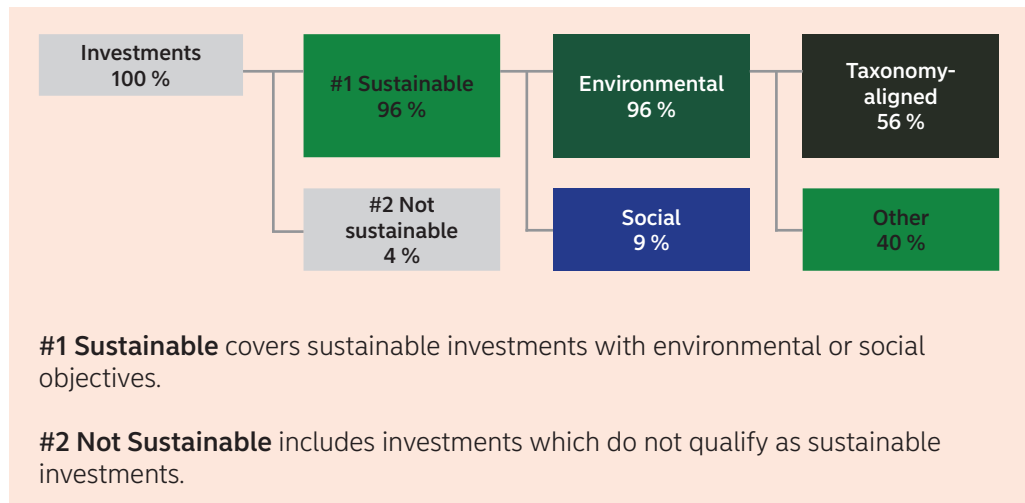 Investments
100 %
#1 Sustainable
96 %
Environmental
96 %
Taxonomy-
aligned
56 %
#2 Not
sustainable
4 %
Social
9 %
Other
40 %
#1 Sustainable covers sustainable investments with environmental or social
objectives.
#2 Not Sustainable includes investments which do not qualify as sustainable
investments.